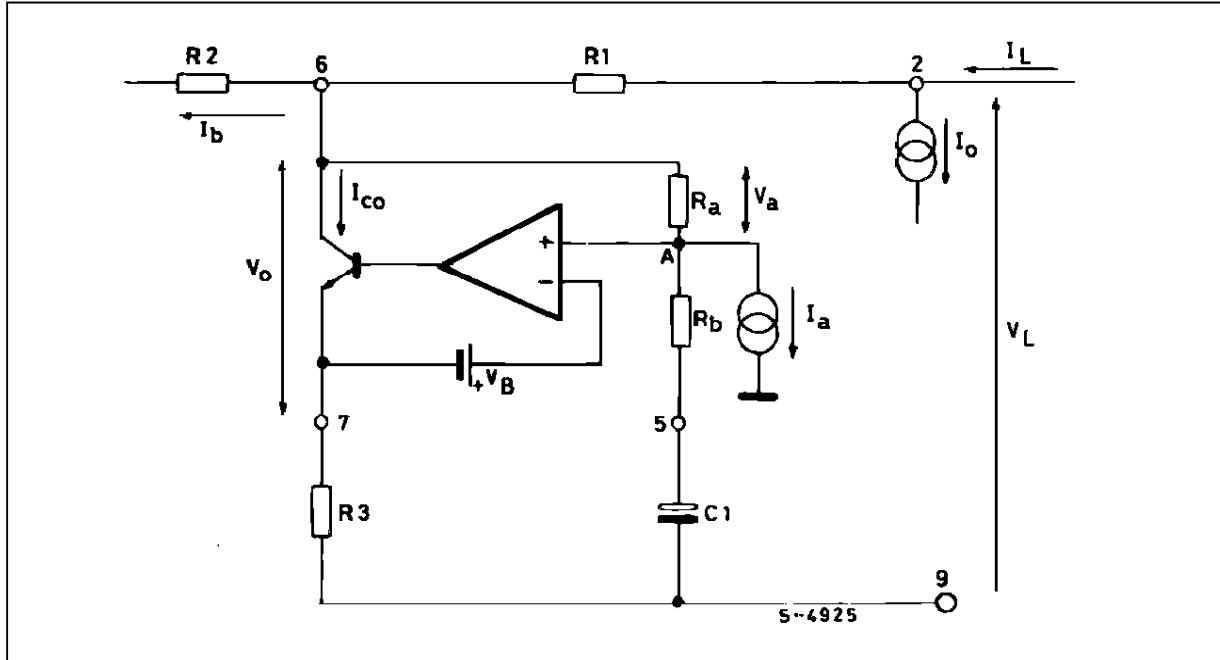 R2
6
R1
2
I_L
I_b
I_o
I_co
R_a
V_a
+
A
V_o
−
R_b
I_a
V_L
+
V_B
7
5
R3
C1
9
S-4925